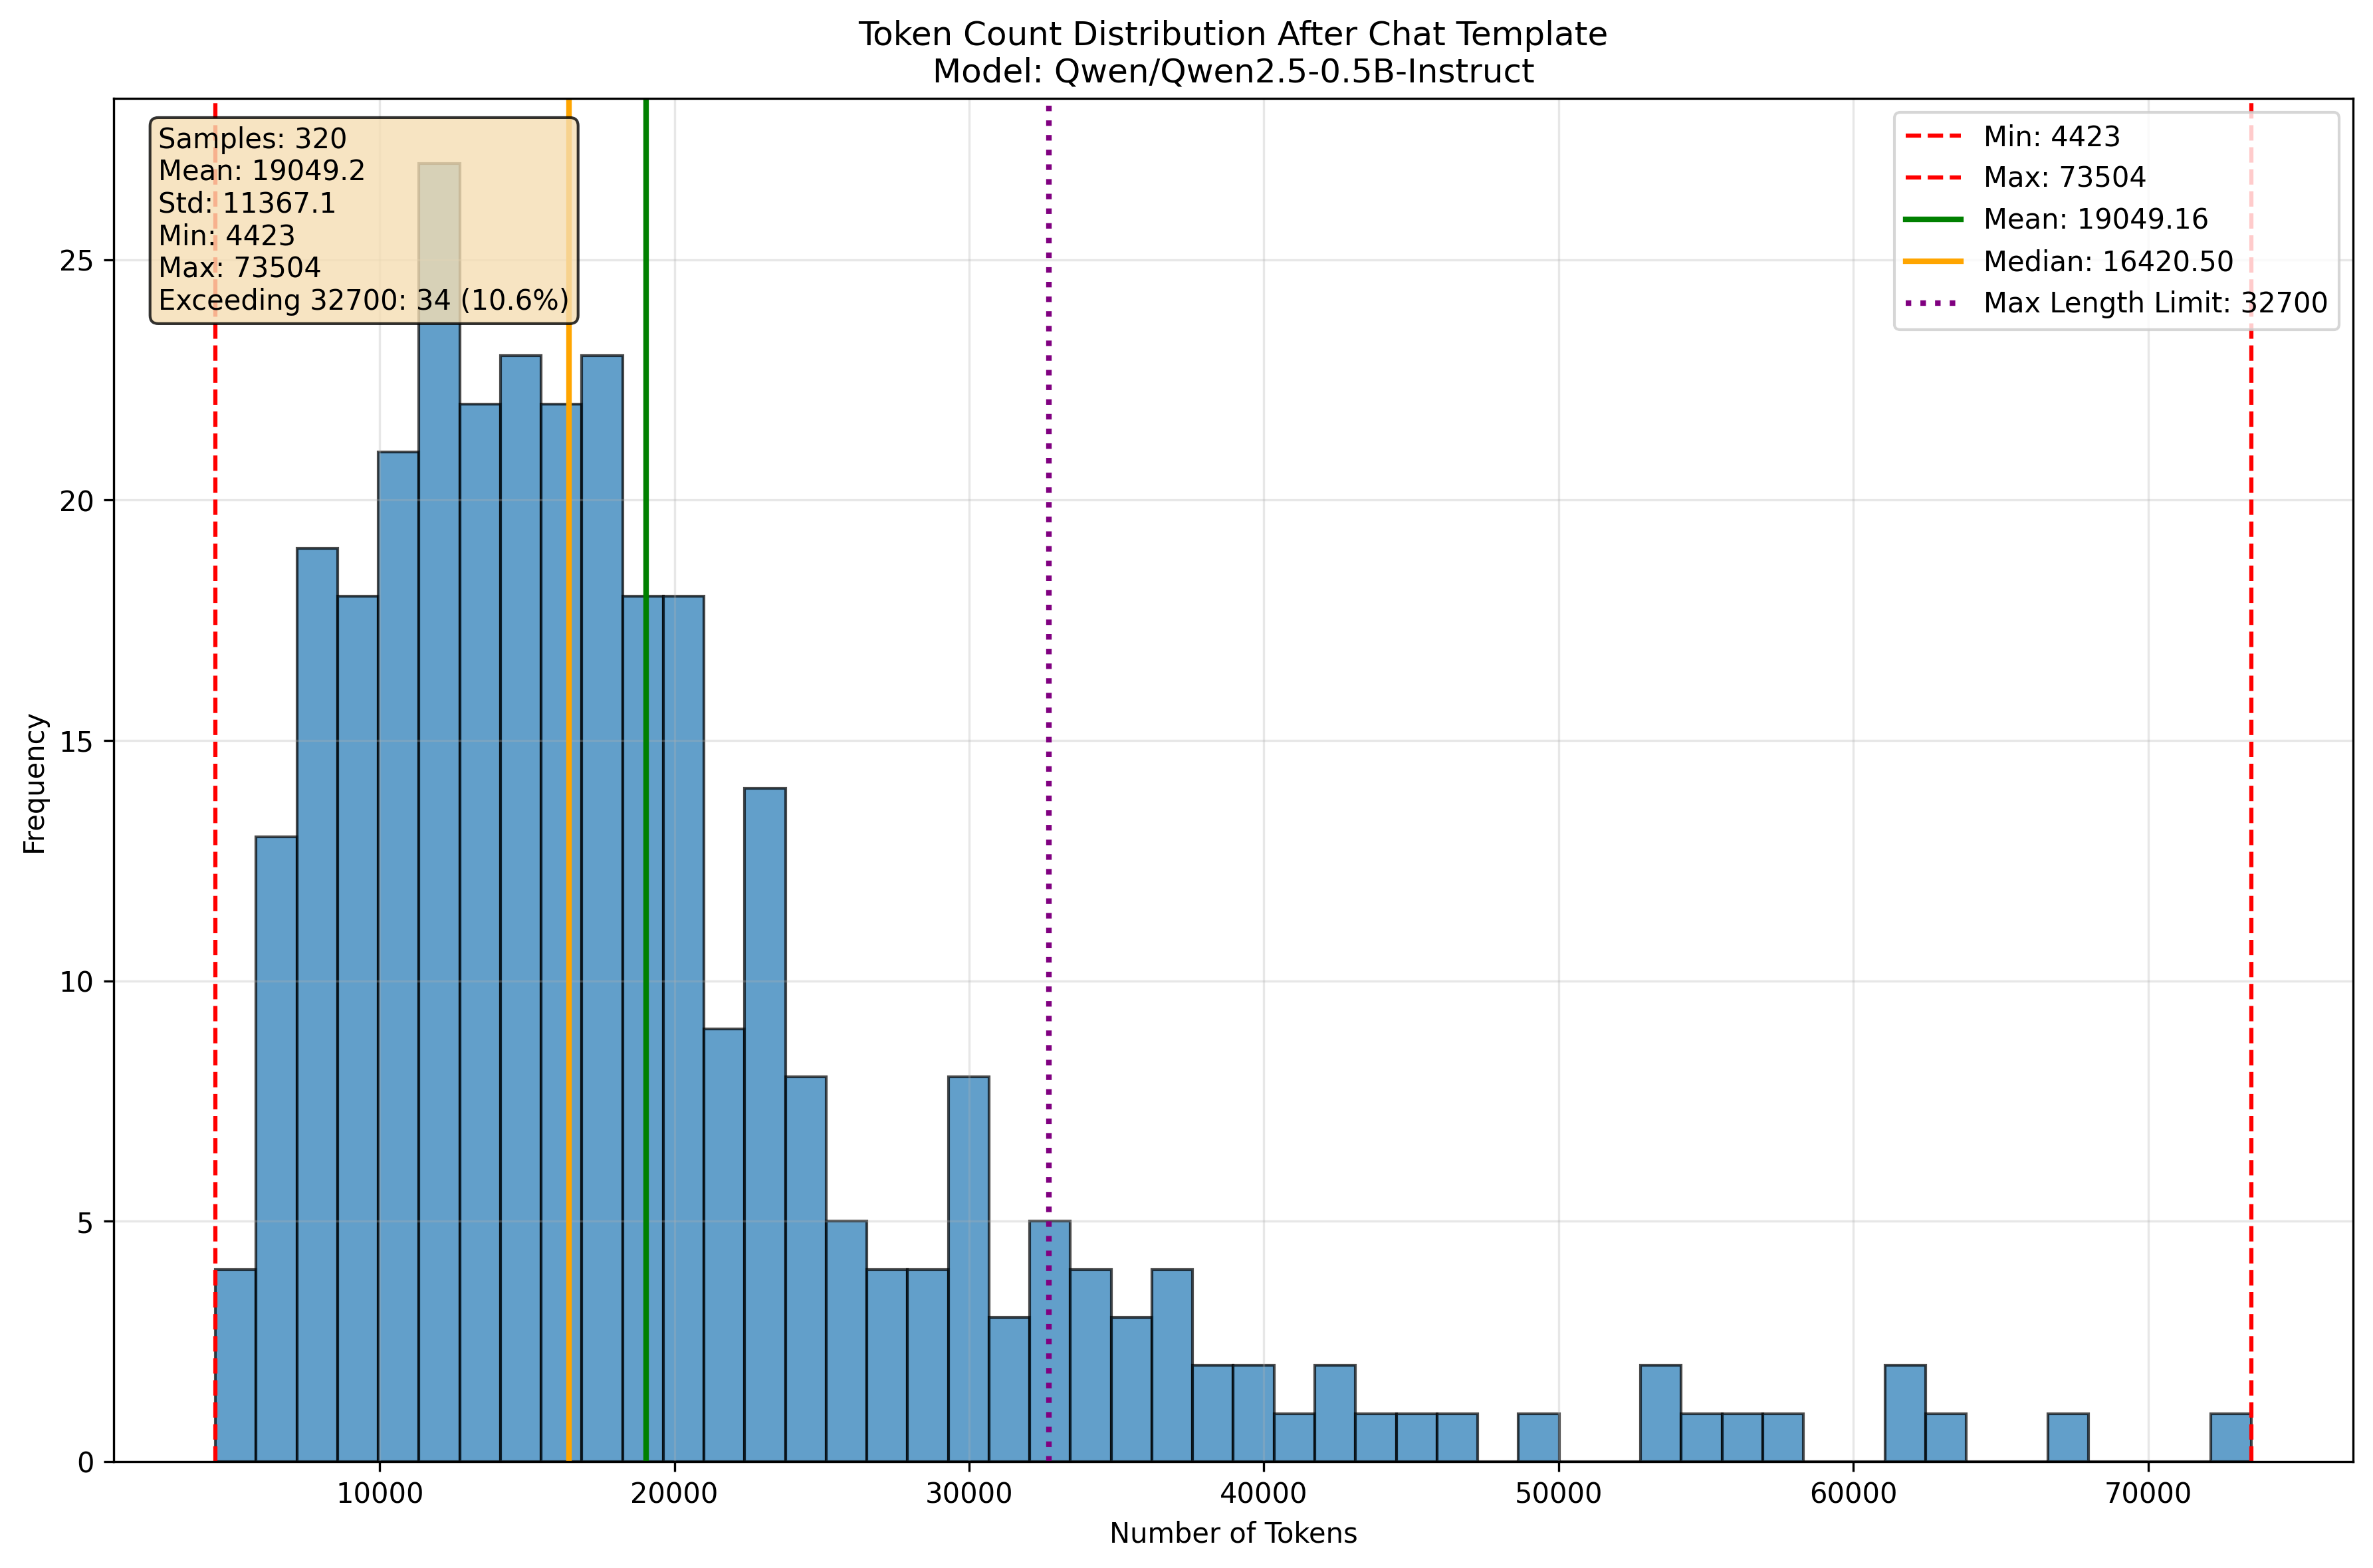 Token Count Distribution After Chat Template
Model: Qwen/Qwen2.5-0.5B-Instruct
Samples: 320
Mean: 19049.2
Std: 11367.1
Min: 4423
Max: 73504
Exceeding 32700: 34 (10.6%)
Min: 4423
Max: 73504
Mean: 19049.16
Median: 16420.50
Max Length Limit: 32700
Frequency
25
20
15
10
5
0
10000 20000 30000 40000 50000 60000 70000
Number of Tokens